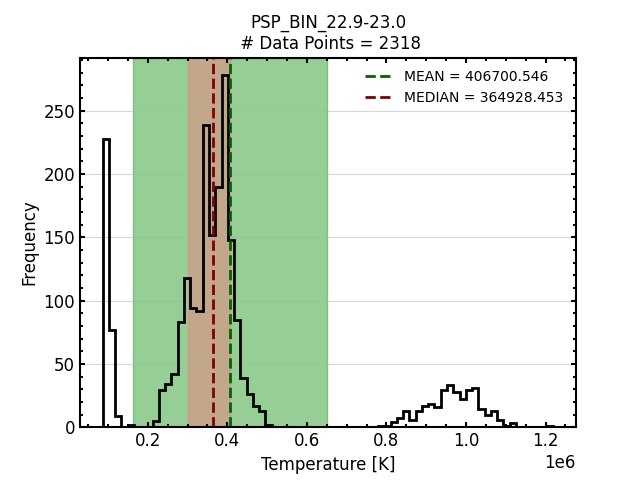 PSP_BIN_22.9-23.0
# Data Points = 2318
MEAN = 406700.546
MEDIAN = 364928.453
Frequency
250
200
150
100
50
0
0.2 0.4 0.6 0.8 1.0 1.2
1e6
Temperature [K]